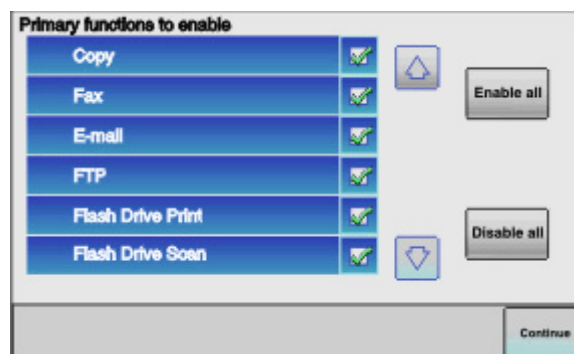 Primary functions to enable
Copy
Fax
Enable all
E-mail
FTP
Flash Drive Print
Disable all
Flash Drive Scan
Continue